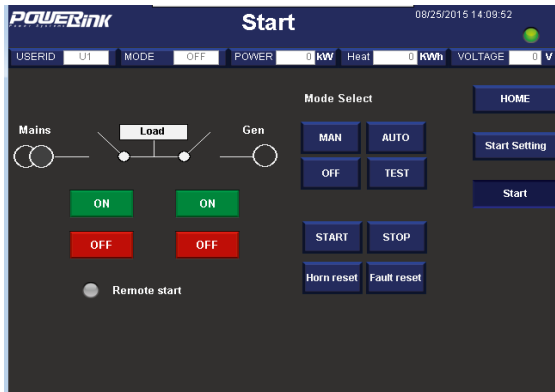 POWERink Start 08/25/2015 14:09:52
Power Systems
USERID U1 MODE OFF POWER 0 kW Heat 0 KWh VOLTAGE 0 V
Mode Select HOME
Mains Load Gen MAN AUTO
Start Setting
OFF TEST
ON ON Start
OFF OFF START STOP
Horn reset Fault reset
Remote start